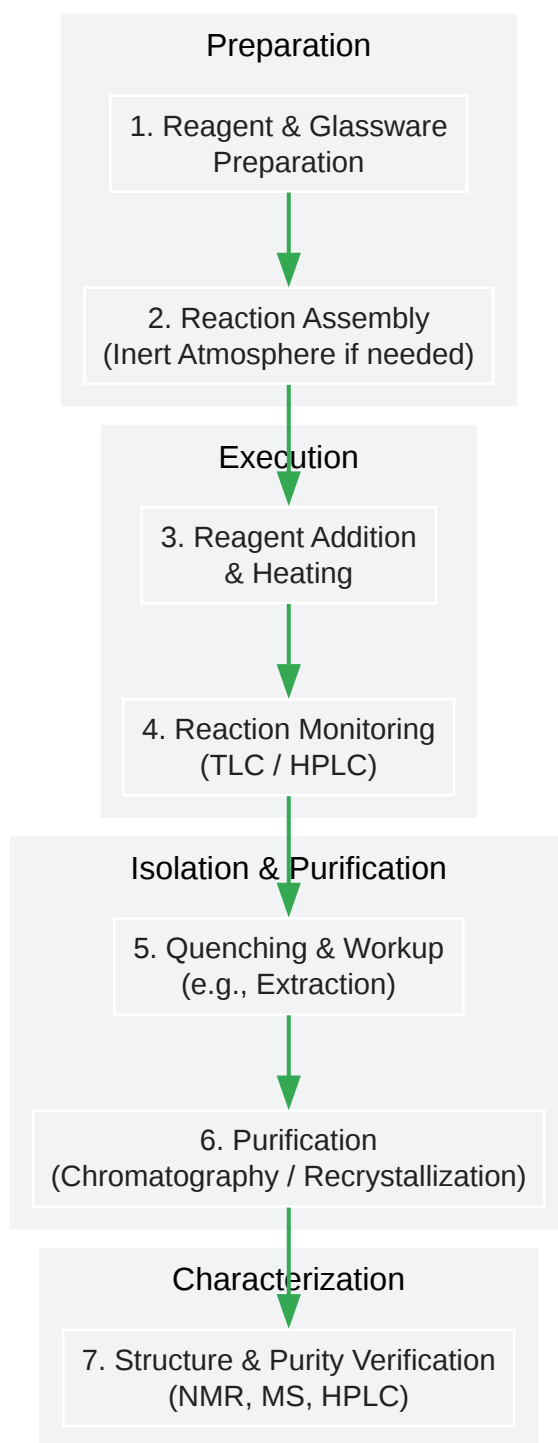 Preparation
1. Reagent & Glassware
Preparation
2. Reaction Assembly
(Inert Atmosphere if needed)
Execution
3. Reagent Addition
& Heating
4. Reaction Monitoring
(TLC / HPLC)
Isolation & Purification
5. Quenching & Workup
(e.g., Extraction)
6. Purification
(Chromatography / Recrystallization)
Characterization
7. Structure & Purity Verification
(NMR, MS, HPLC)